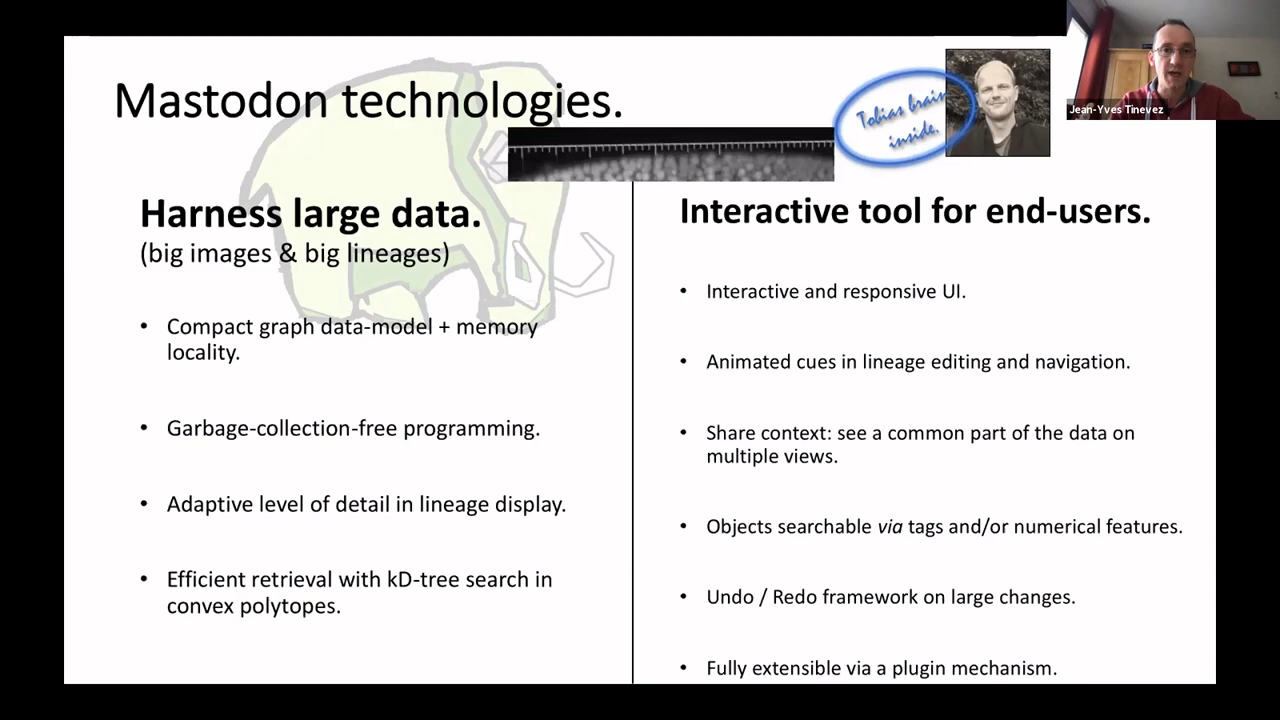 Mastodon technologies.
Tobias brain
inside.
Jean-Yves Tinevez
Harness large data.
(big images & big lineages)
• Compact graph data-model + memory
locality.
• Garbage-collection-free programming.
• Adaptive level of detail in lineage display.
• Efficient retrieval with kD-tree search in
convex polytopes.
Interactive tool for end-users.
• Interactive and responsive UI.
• Animated cues in lineage editing and navigation.
• Share context: see a common part of the data on
multiple views.
• Objects searchable via tags and/or numerical features.
• Undo / Redo framework on large changes.
• Fully extensible via a plugin mechanism.